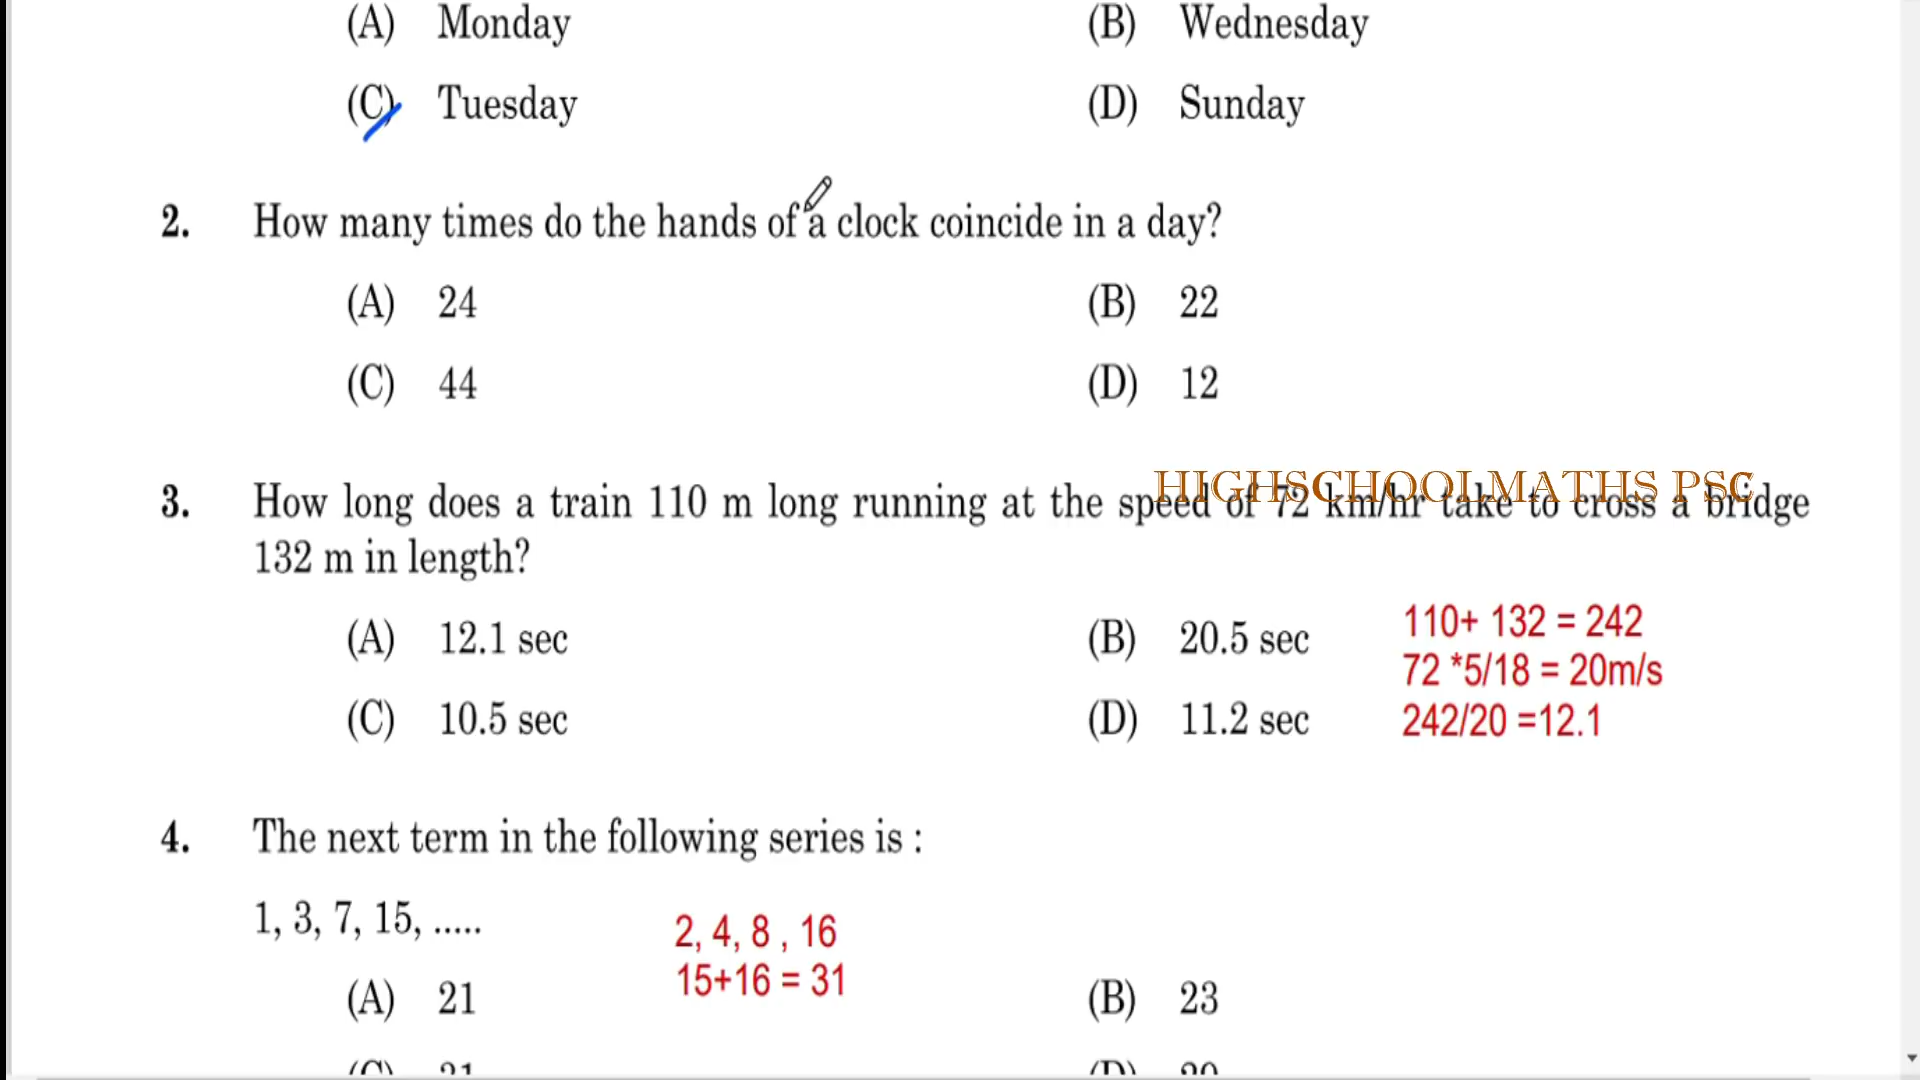 (A) Monday (B) Wednesday
(C) Tuesday (D) Sunday
2. How many times do the hands of a clock coincide in a day?
(A) 24 (B) 22
(C) 44 (D) 12
HIGHSCHOOLMATHS PSC
3. How long does a train 110 m long running at the speed of 72 km/hr take to cross a bridge
132 m in length?
(A) 12.1 sec (B) 20.5 sec
(C) 10.5 sec (D) 11.2 sec
110+ 132 = 242
72 *5/18 = 20m/s
242/20 =12.1
4. The next term in the following series is :
1, 3, 7, 15, .....
2, 4, 8 , 16
15+16 = 31
(A) 21 (B) 23
(C) (D)